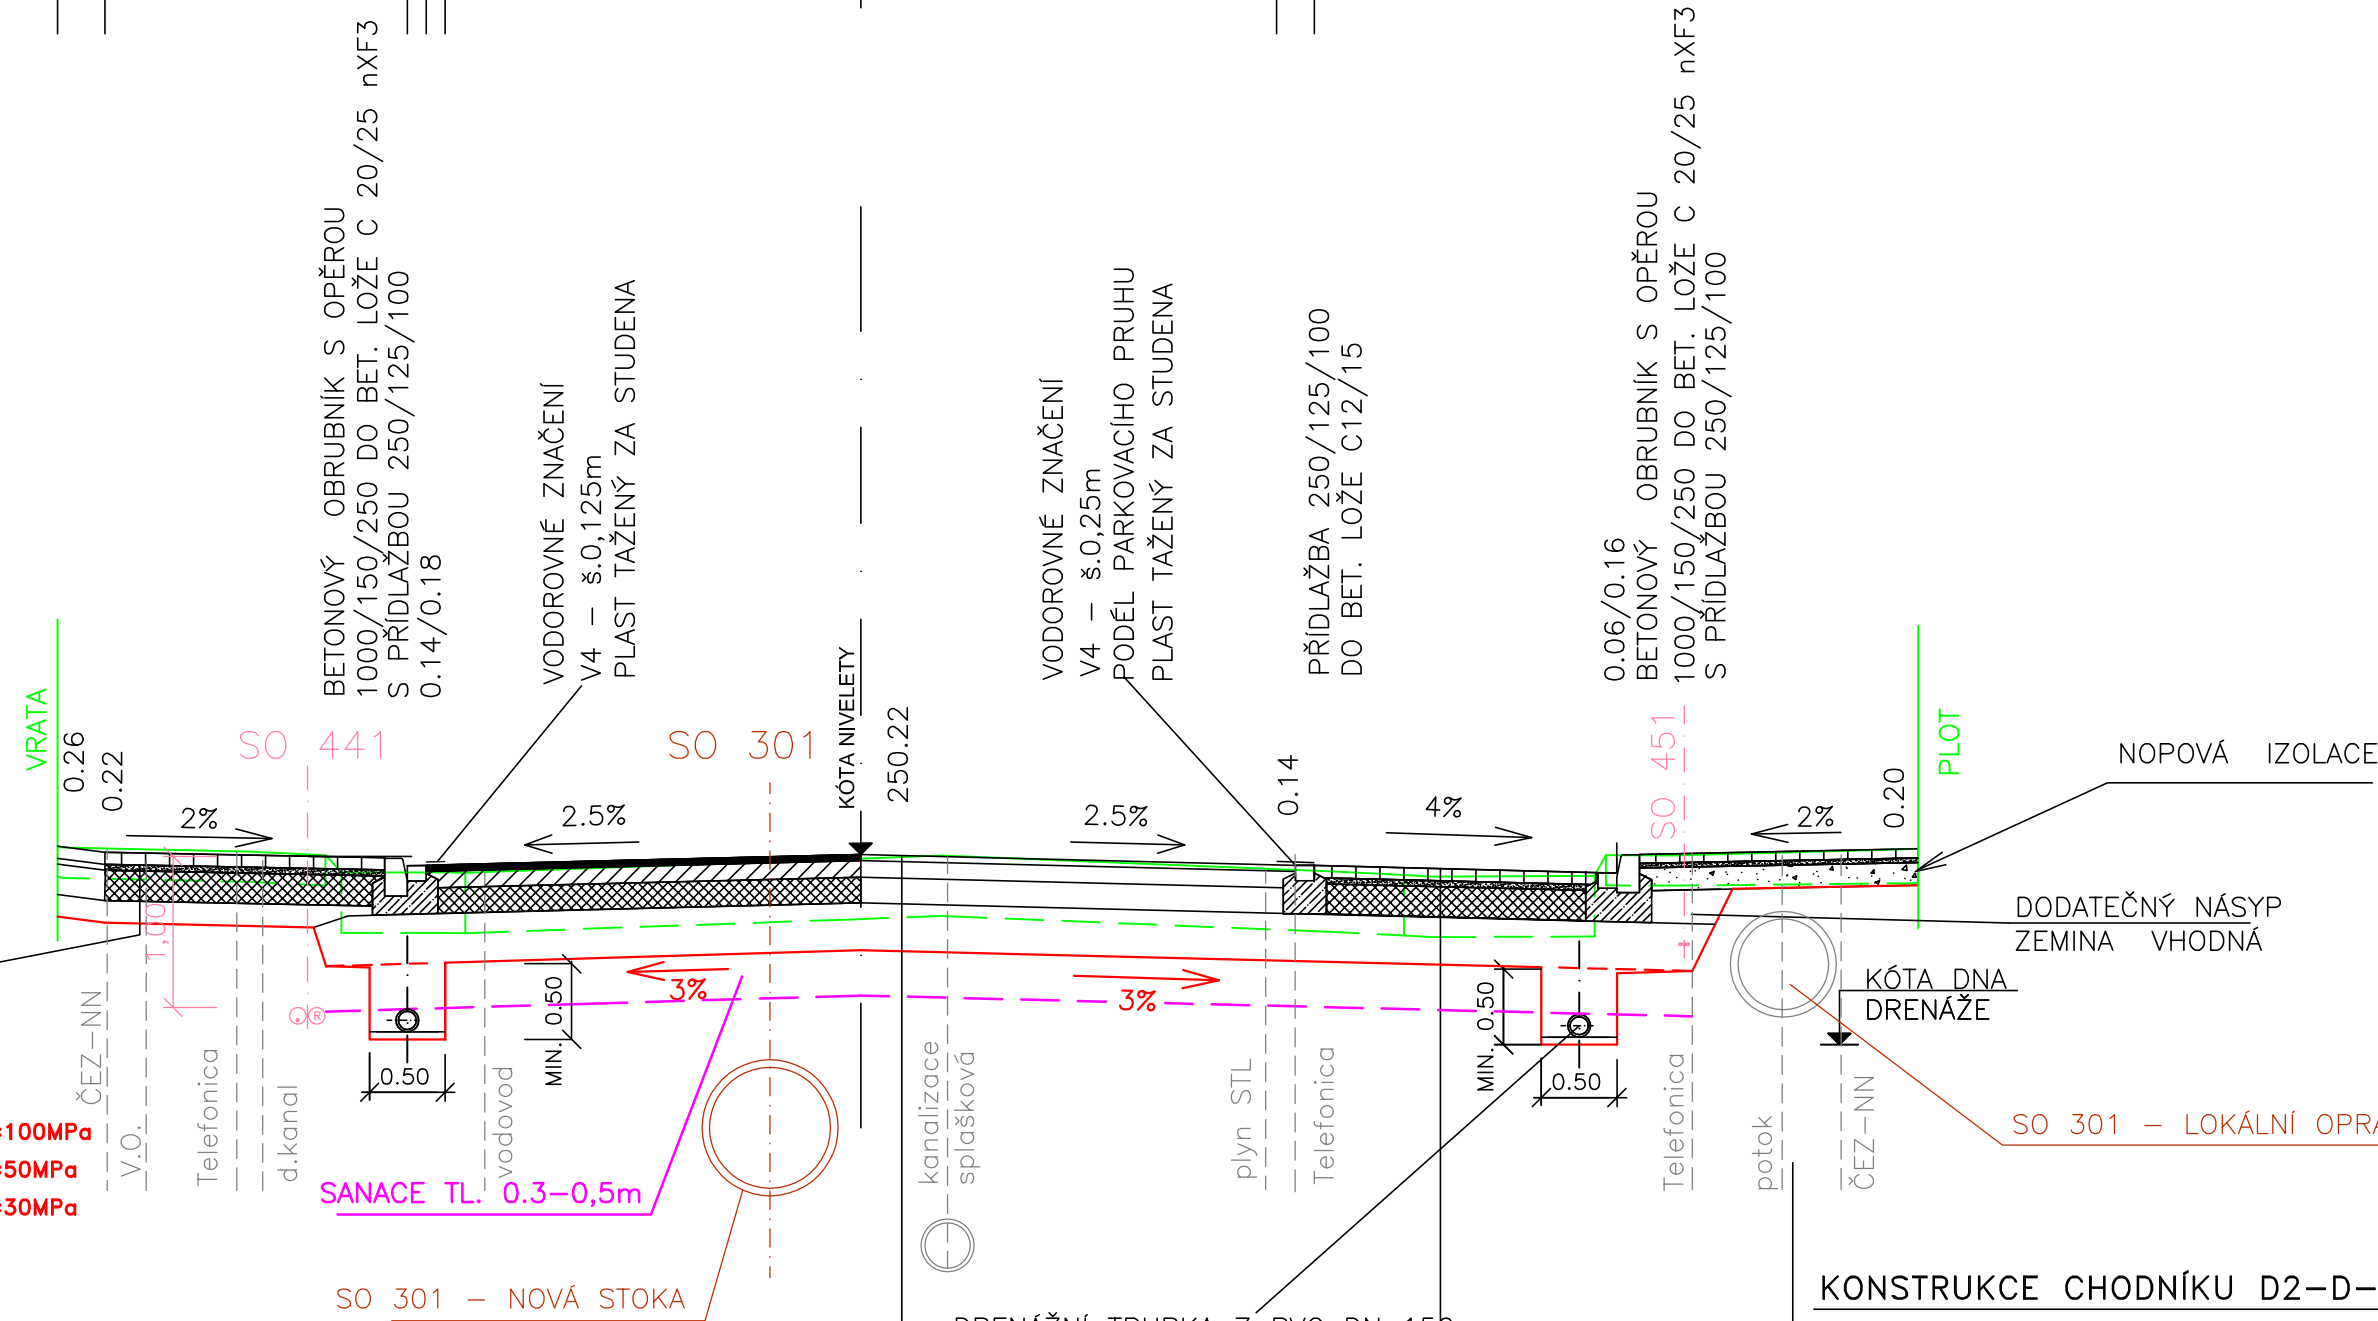 BETONOVÝ OBRUBNÍK S OPĚROU
1000/150/250 DO BET. LOŽE C 20/25 nXF3
S PŘÍDLAŽBOU 250/125/100
0.14/0.18
VODOROVNÉ ZNAČENÍ
V4 – š.0,125m
PLAST TAŽENÝ ZA STUDENA
VODOROVNÉ ZNAČENÍ
V4 – š.0,25m
PODÉL PARKOVACÍHO PRUHU
PLAST TAŽENÝ ZA STUDENA
PŘÍDLAŽBA 250/125/100
DO BET. LOŽE C12/15
0.06/0.16
BETONOVÝ OBRUBNÍK S OPĚROU
1000/150/250 DO BET. LOŽE C 20/25 nXF3
S PŘÍDLAŽBOU 250/125/100
VRATA
0.26
0.22
SO 441
SO 301
KÓTA NIVELETY
250.22
0.14
SO 451
0.20
PLOT
NOPOVÁ IZOLACE
2%
2.5%
2.5%
4%
2%
1,00
R
DODATEČNÝ NÁSYP
ZEMINA VHODNÁ
KÓTA DNA
DRENÁŽE
3%
3%
MIN. 0.50
0.50
MIN. 0.50
0.50
ČEZ–NN
V.O.
Telefonica
d.kanal
vodovod
kanalizace
splašková
plyn STL
Telefonica
Telefonica
potok
ČEZ–NN
=100MPa
=50MPa
=30MPa
SANACE TL. 0.3–0,5m
SO 301 – NOVÁ STOKA
SO 301 – LOKÁLNÍ OPRA
KONSTRUKCE CHODNÍKU D2–D–
DRENÁŽNÍ TRUBKA Z PVC DN 150